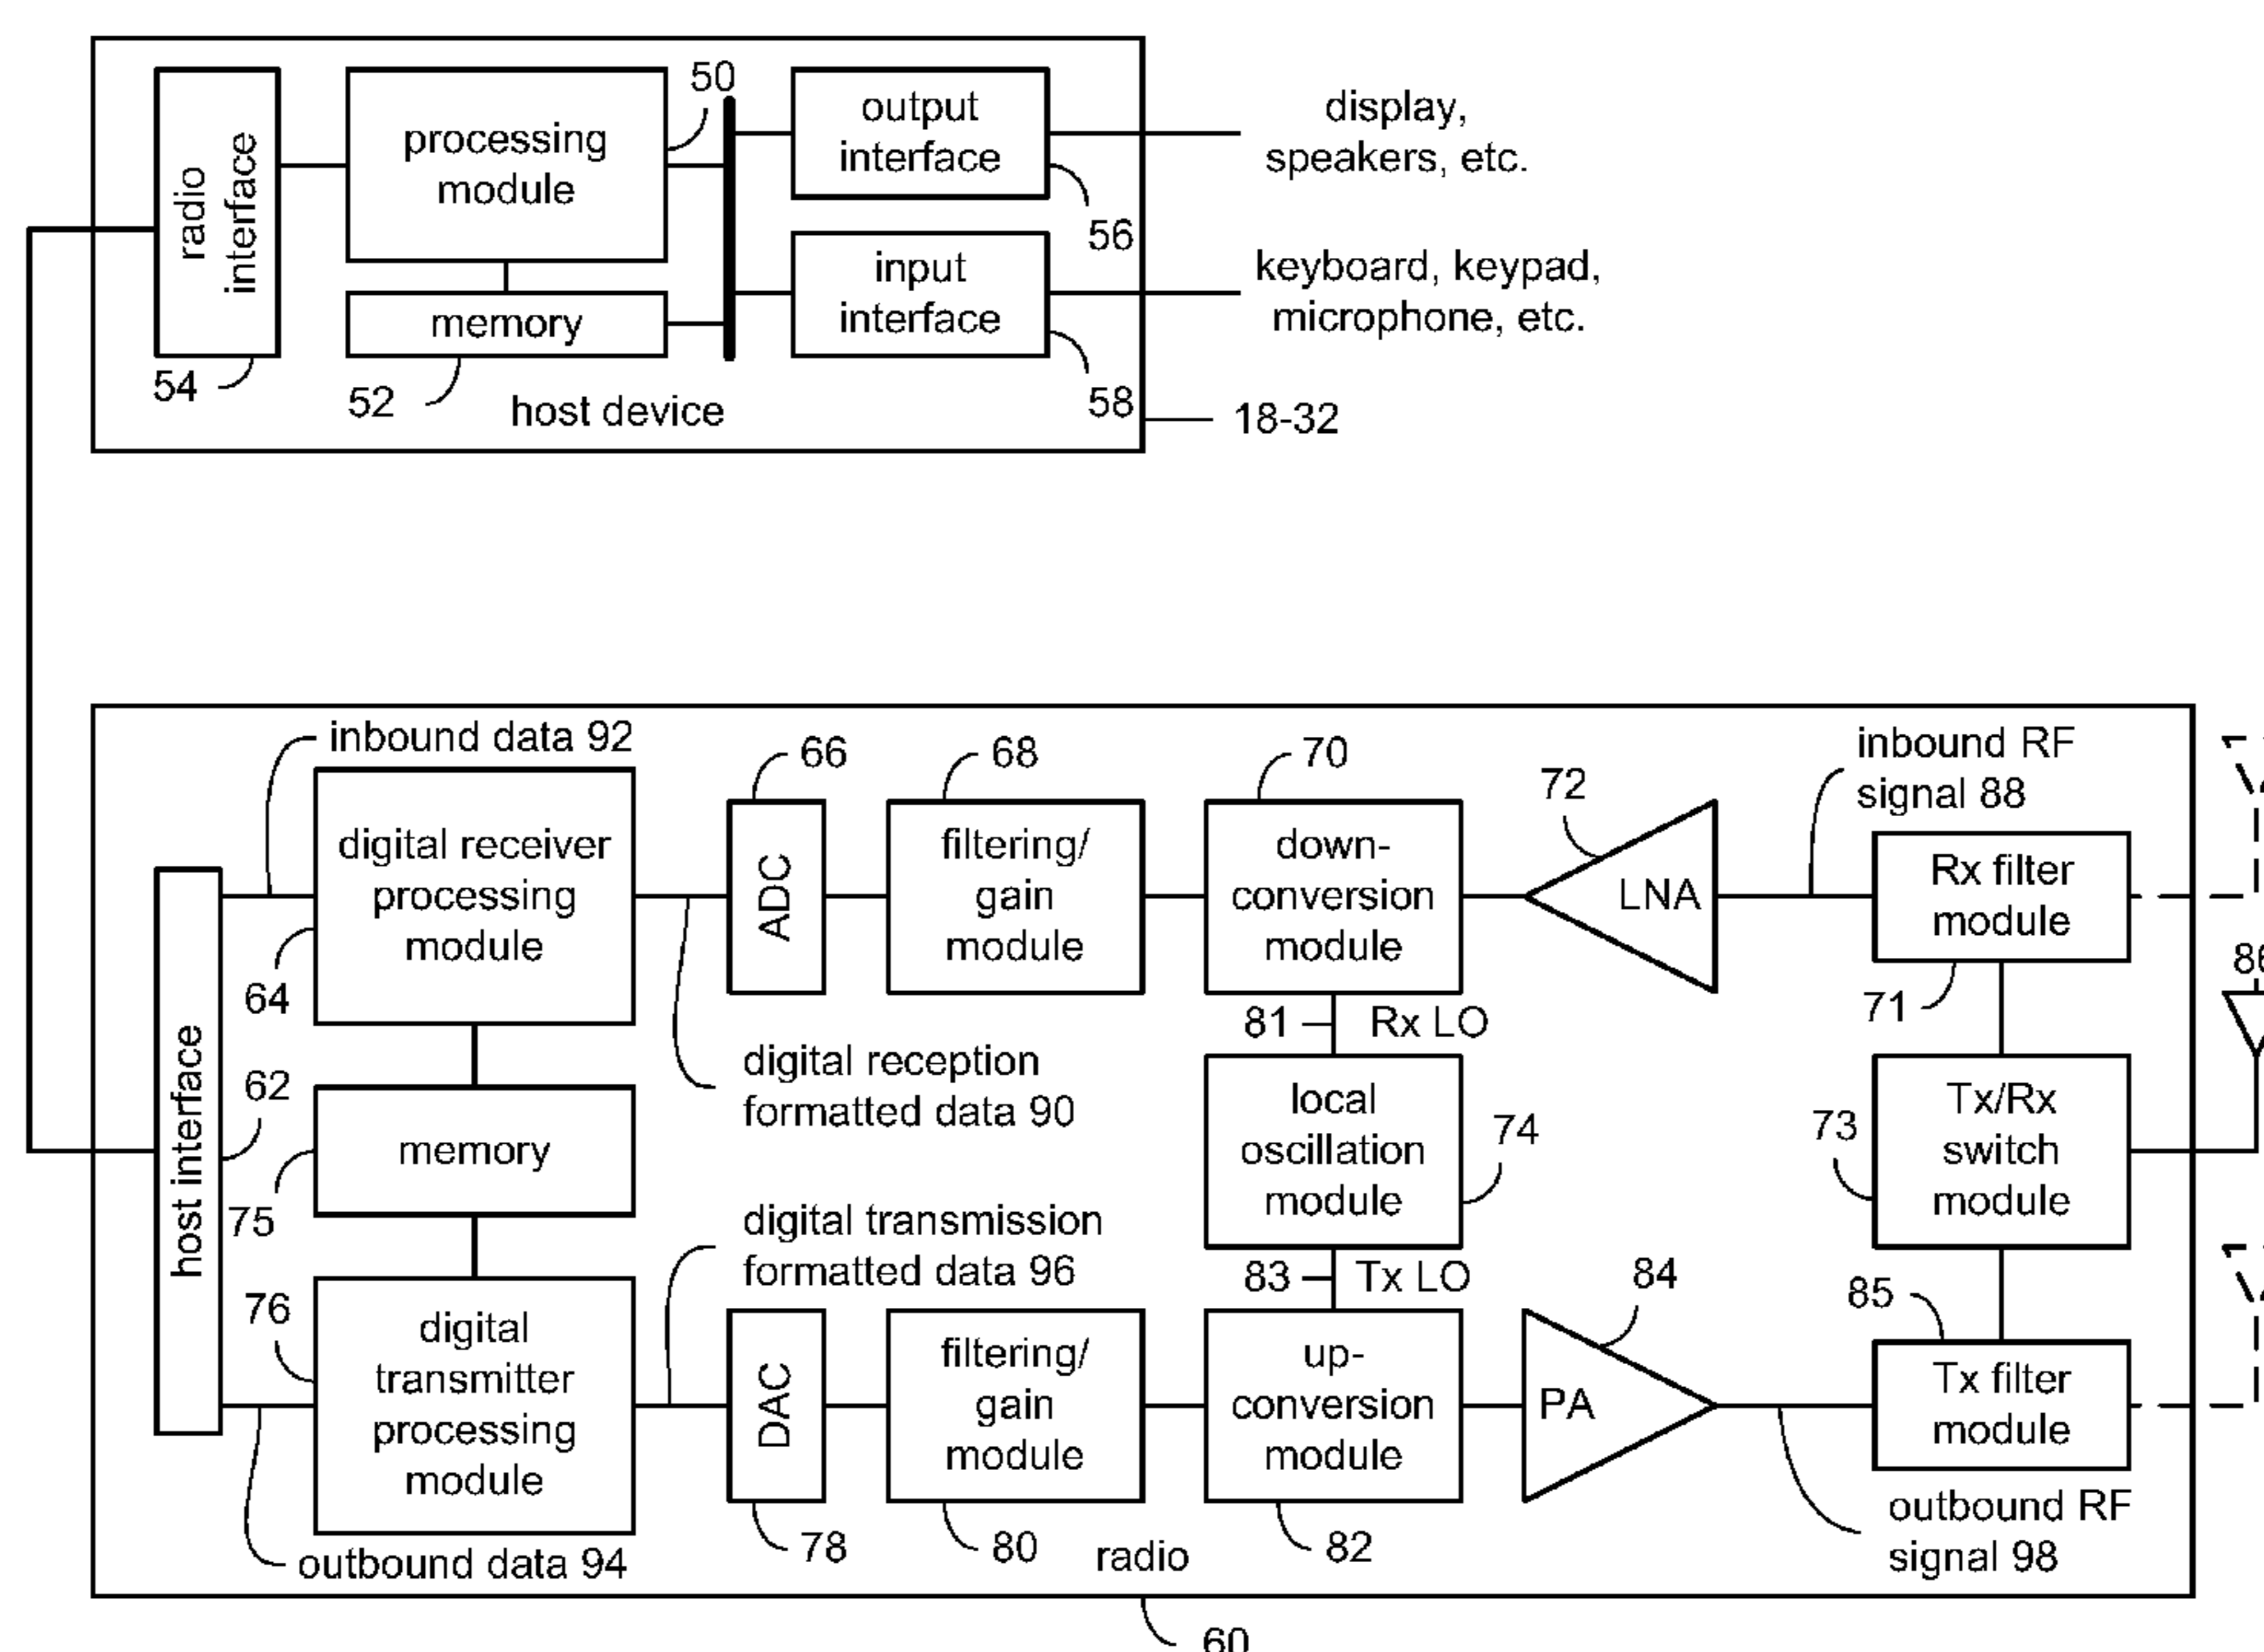 50
processing
module
output
interface
display,
speakers, etc.
radio
interface
56
input
interface
keyboard, keypad,
microphone, etc.
memory
54
52
host device
58
18-32
inbound data 92
66
68
70
72
inbound RF
signal 88
digital receiver
processing
module
ADC
filtering/
gain
module
down-
conversion
module
LNA
Rx filter
module
64
71
86
81
Rx LO
host interface
62
digital reception
formatted data 90
memory
75
local
oscillation
module
74
73
Tx/Rx
switch
module
digital transmission
formatted data 96
83
Tx LO
84
85
76
digital
transmitter
processing
module
DAC
filtering/
gain
module
up-
conversion
module
PA
Tx filter
module
outbound data 94
78
80
radio
82
outbound RF
signal 98
60